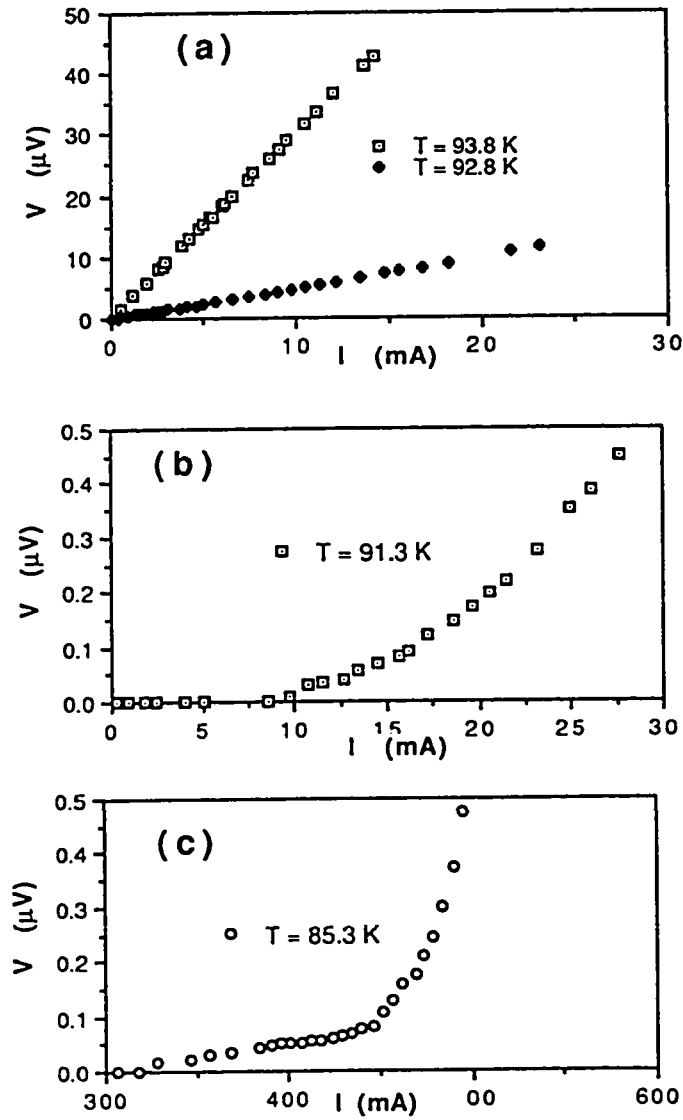 50
(a)
40
30
V (μV)
T = 93.8 K
T = 92.8 K
20
10
0
0 10 20 30
I (mA)
0.5
(b)
0.4
0.3
V (μV)
T = 91.3 K
0.2
0.1
0.0
0 5 10 15 20 25 30
I (mA)
0.5
(c)
0.4
0.3
V (μV)
T = 85.3 K
0.2
0.1
0.0
300 400 00 600
I (mA)